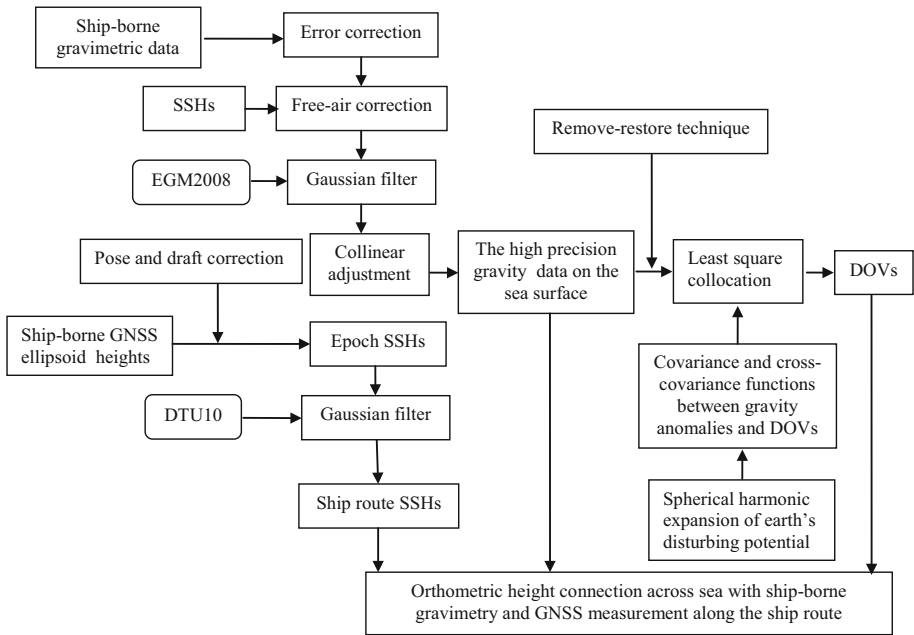 Ship-borne
gravimetric data
Error correction
SSHs
Free-air correction
Remove-restore technique
EGM2008
Gaussian filter
Pose and draft correction
Collinear
adjustment
The high precision
gravity data on the
sea surface
Least square
collocation
DOVs
Ship-borne GNSS
ellipsoid heights
Epoch SSHs
Covariance and cross-
covariance functions
between gravity
anomalies and DOVs
DTU10
Gaussian filter
Ship route SSHs
Spherical harmonic
expansion of earth's
disturbing potential
Orthometric height connection across sea with ship-borne
gravimetry and GNSS measurement along the ship route